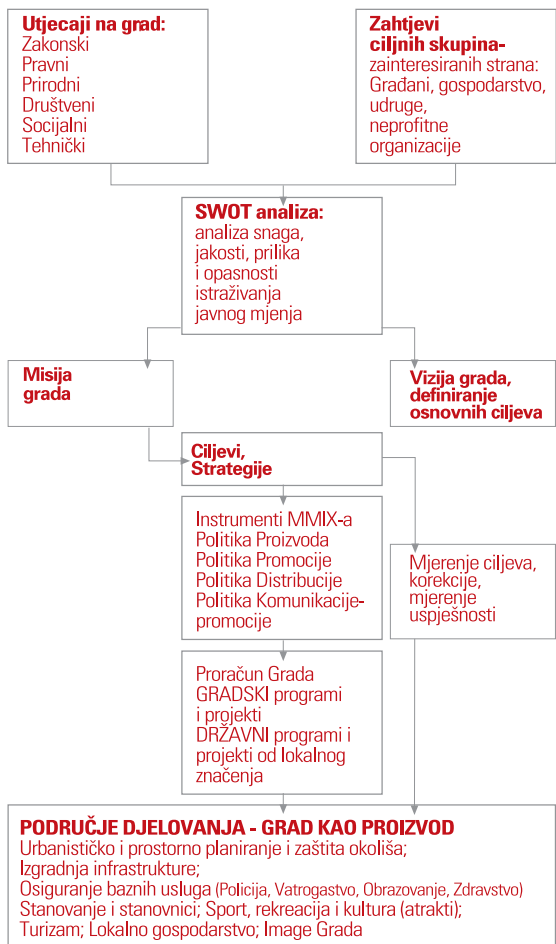 Utjecaji na grad:
Zakonski
Pravni
Prirodni
Društveni
Socijalni
Tehnički
Zahtjevi
ciljnih skupina-
zainteresiranih strana:
Građani, gospodarstvo,
udruge,
neprofitne
organizacije
SWOT analiza:
analiza snaga,
jakosti, prilika
i opasnosti
istraživanja
javnog mjenja
Misija
grada
Vizija grada,
definiranje
osnovnih ciljeva
Ciljevi,
Strategije
Instrumenti MMIX-a
Politika Proizvoda
Politika Promocije
Politika Distribucije
Politika Komunikacije-
promocije
Mjerenje ciljeva,
korekcije,
mjerenje
uspješnosti
Proračun Grada
GRADSKI programi
i projekti
DRŽAVNI programi i
projekti od lokalnog
značenja
PODRUČJE DJELOVANJA - GRAD KAO PROIZVOD
Urbanističko i prostorno planiranje i zaštita okoliša;
Izgradnja infrastrukture;
Osiguranje baznih usluga (Policija, Vatrogastvo, Obrazovanje, Zdravstvo)
Stanovanje i stanovnici; Sport, rekreacija i kultura (atrakti);
Turizam; Lokalno gospodarstvo; Image Grada